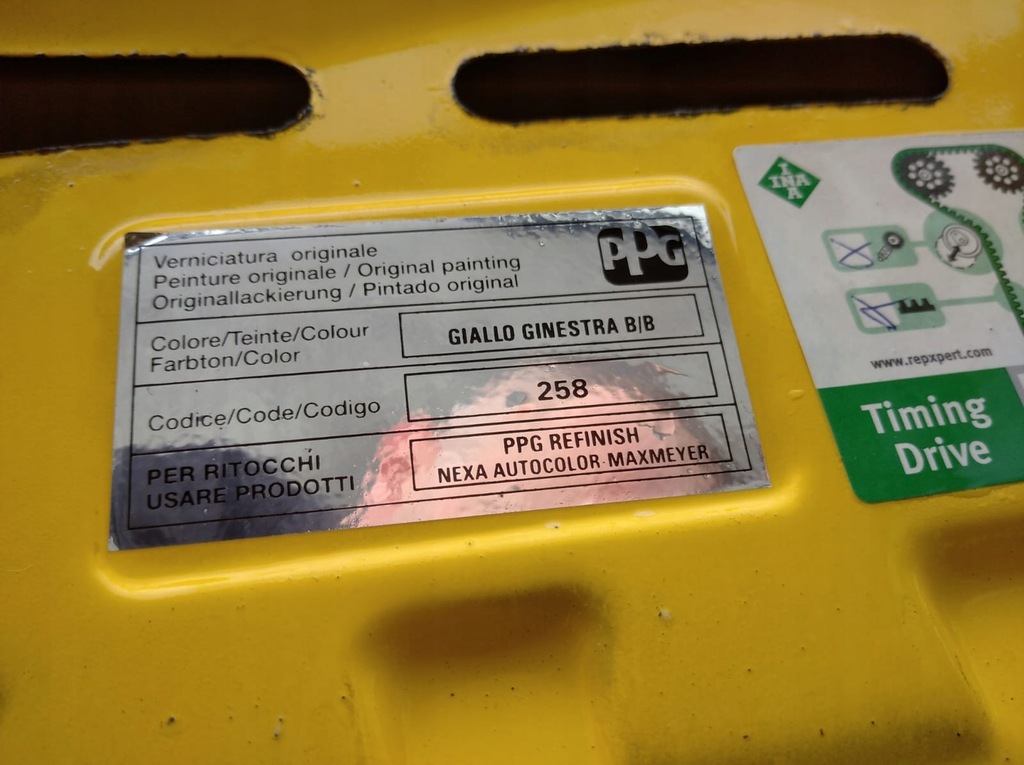 Verniciatura originale
Peinture originale / Original painting
Originallackierung / Pintado original
PPG
Colore/Teinte/Colour
Farbton/Color
GIALLO GINESTRA B/B
Codice/Code/Codigo
258
PER RITOCCHI
USARE PRODOTTI
PPG REFINISH
NEXA AUTOCOLOR-MAXMEYER
INA
www.repxpert.com
Timing
Drive